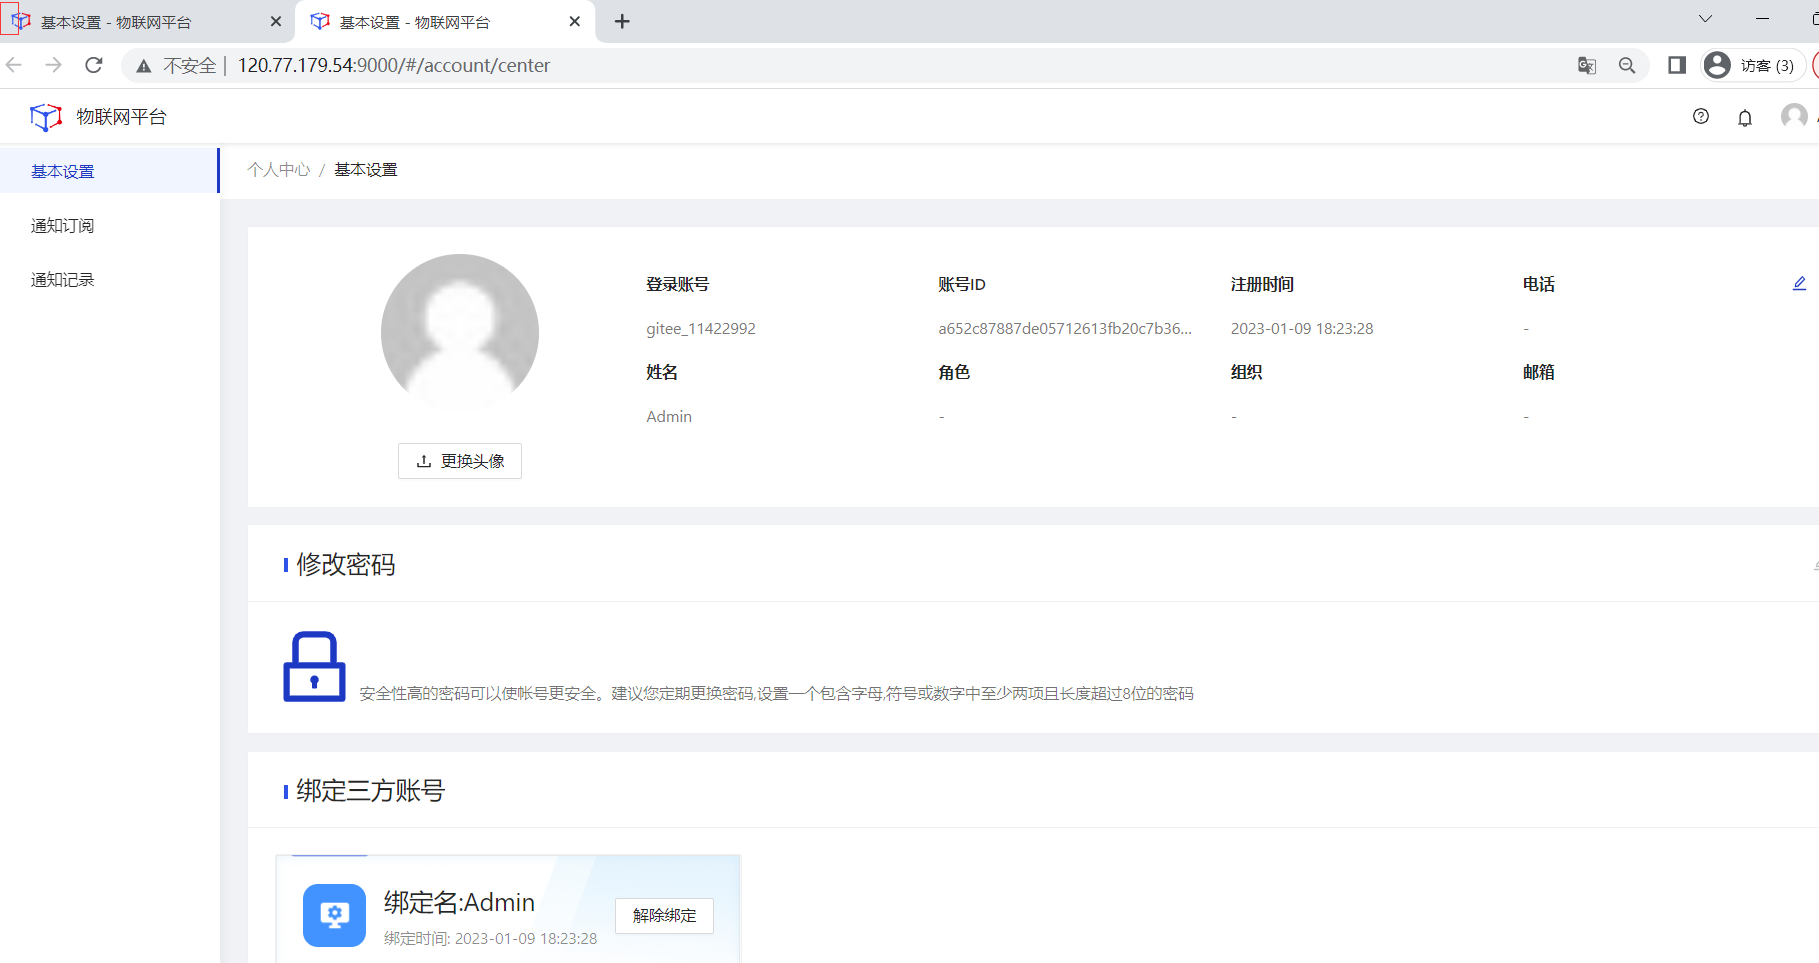 基本设置 - 物联网平台
基本设置 - 物联网平台
不安全 | 120.77.179.54:9000/#/account/center
访客 (3)
物联网平台
基本设置
通知订阅
通知记录
个人中心 / 基本设置
登录账号
账号ID
注册时间
电话
gitee_11422992
a652c87887de05712613fb20c7b36...
2023-01-09 18:23:28
-
姓名
角色
组织
邮箱
Admin
-
-
-
更换头像
修改密码
安全性高的密码可以使帐号更安全。建议您定期更换密码,设置一个包含字母,符号或数字中至少两项目长度超过8位的密码
绑定三方账号
绑定名:Admin
绑定时间: 2023-01-09 18:23:28
解除绑定